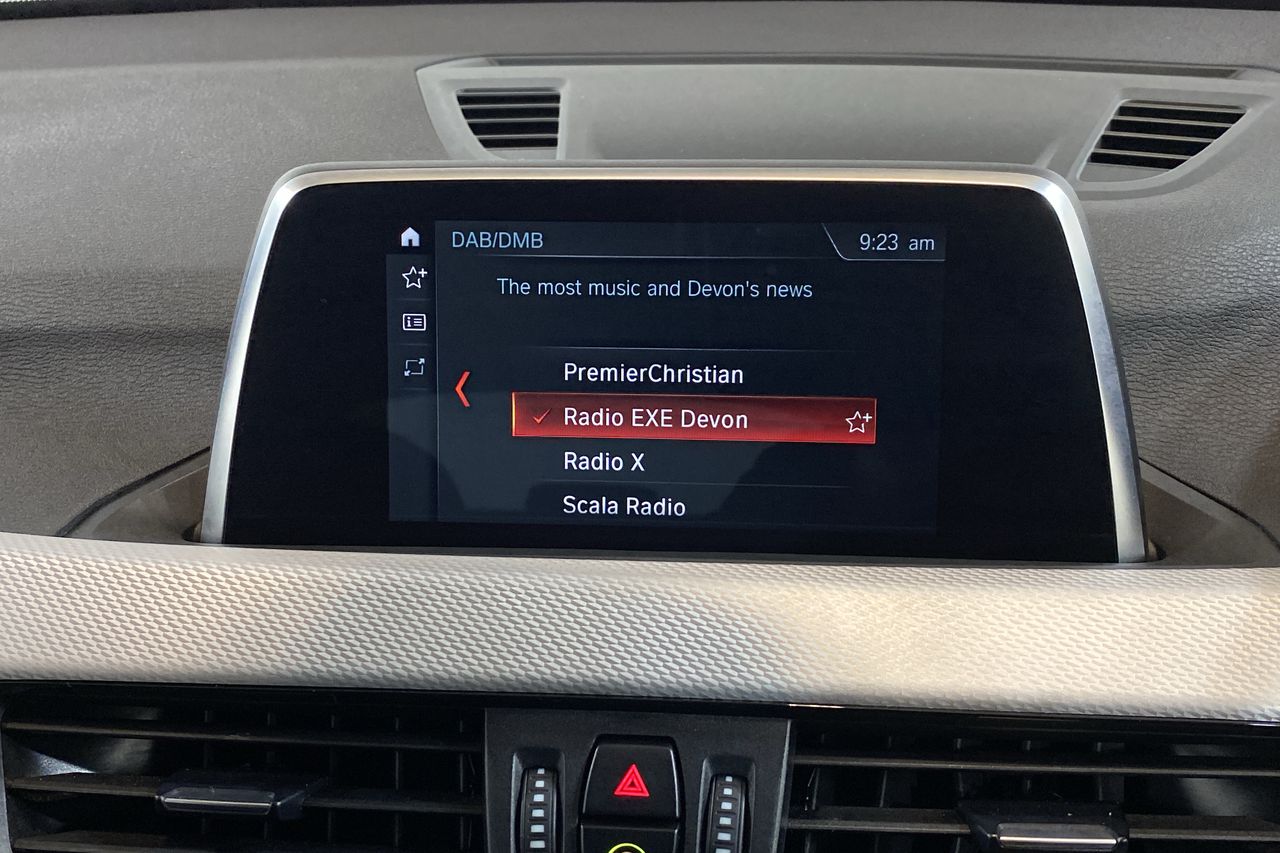 DAB/DMB
9:23 am
The most music and Devon's news
PremierChristian
Radio EXE Devon
Radio X
Scala Radio